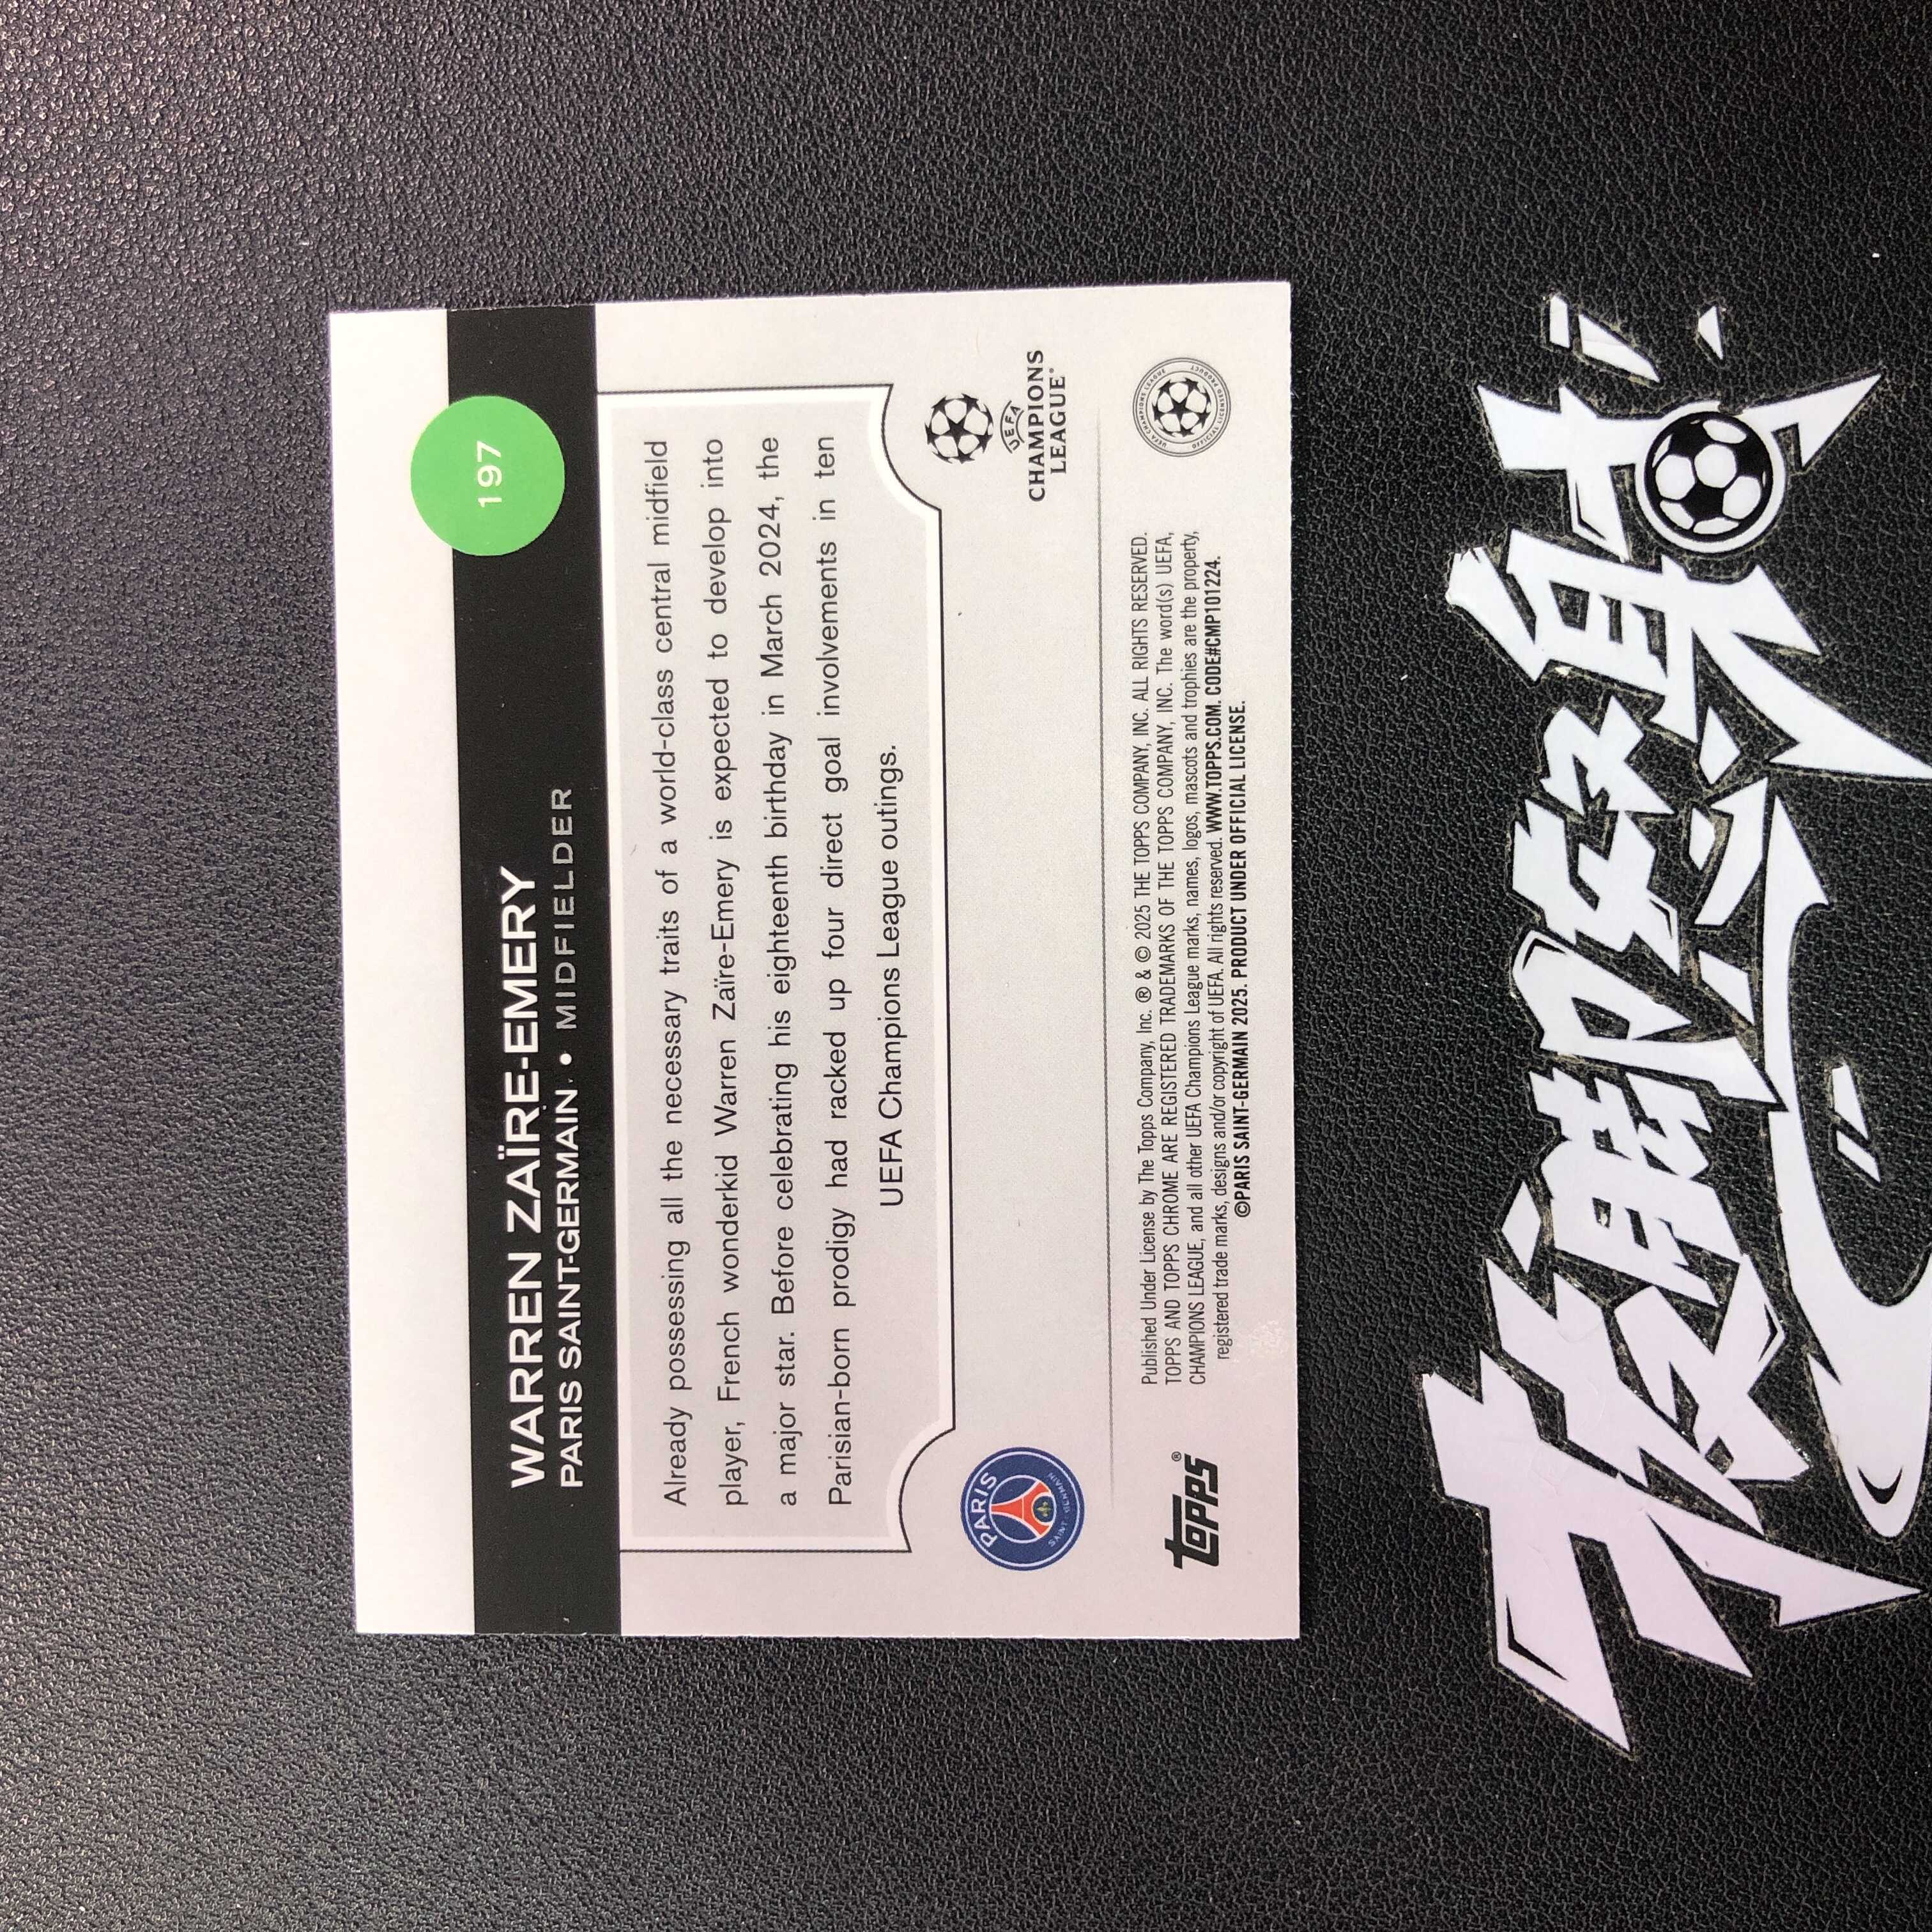 197
WARREN ZAÏRE-EMERY
PARIS SAINT-GERMAIN • MIDFIELDER
Already possessing all the necessary traits of a world-class central midfield
player, French wonderkid Warren Zaïre-Emery is expected to develop into
a major star. Before celebrating his eighteenth birthday in March 2024, the
Parisian-born prodigy had racked up four direct goal involvements in ten
UEFA Champions League outings.
PARIS
SAINT-GERMAIN
UEFA
CHAMPIONS
LEAGUE®
topps®
Published Under License by The Topps Company, Inc. ® & © 2025 THE TOPPS COMPANY, INC. ALL RIGHTS RESERVED.
TOPPS AND TOPPS CHROME ARE REGISTERED TRADEMARKS OF THE TOPPS COMPANY, INC. The word(s) UEFA,
CHAMPIONS LEAGUE, and all other UEFA Champions League marks, names, logos, mascots and trophies are the property,
registered trade marks, designs and/or copyright of UEFA. All rights reserved. WWW.TOPPS.COM. CODE#CMP101224.
©PARIS SAINT-GERMAIN 2025. PRODUCT UNDER OFFICIAL LICENSE.
UEFA CHAMPIONS LEAGUE
OFFICIAL LICENSED PRODUCT